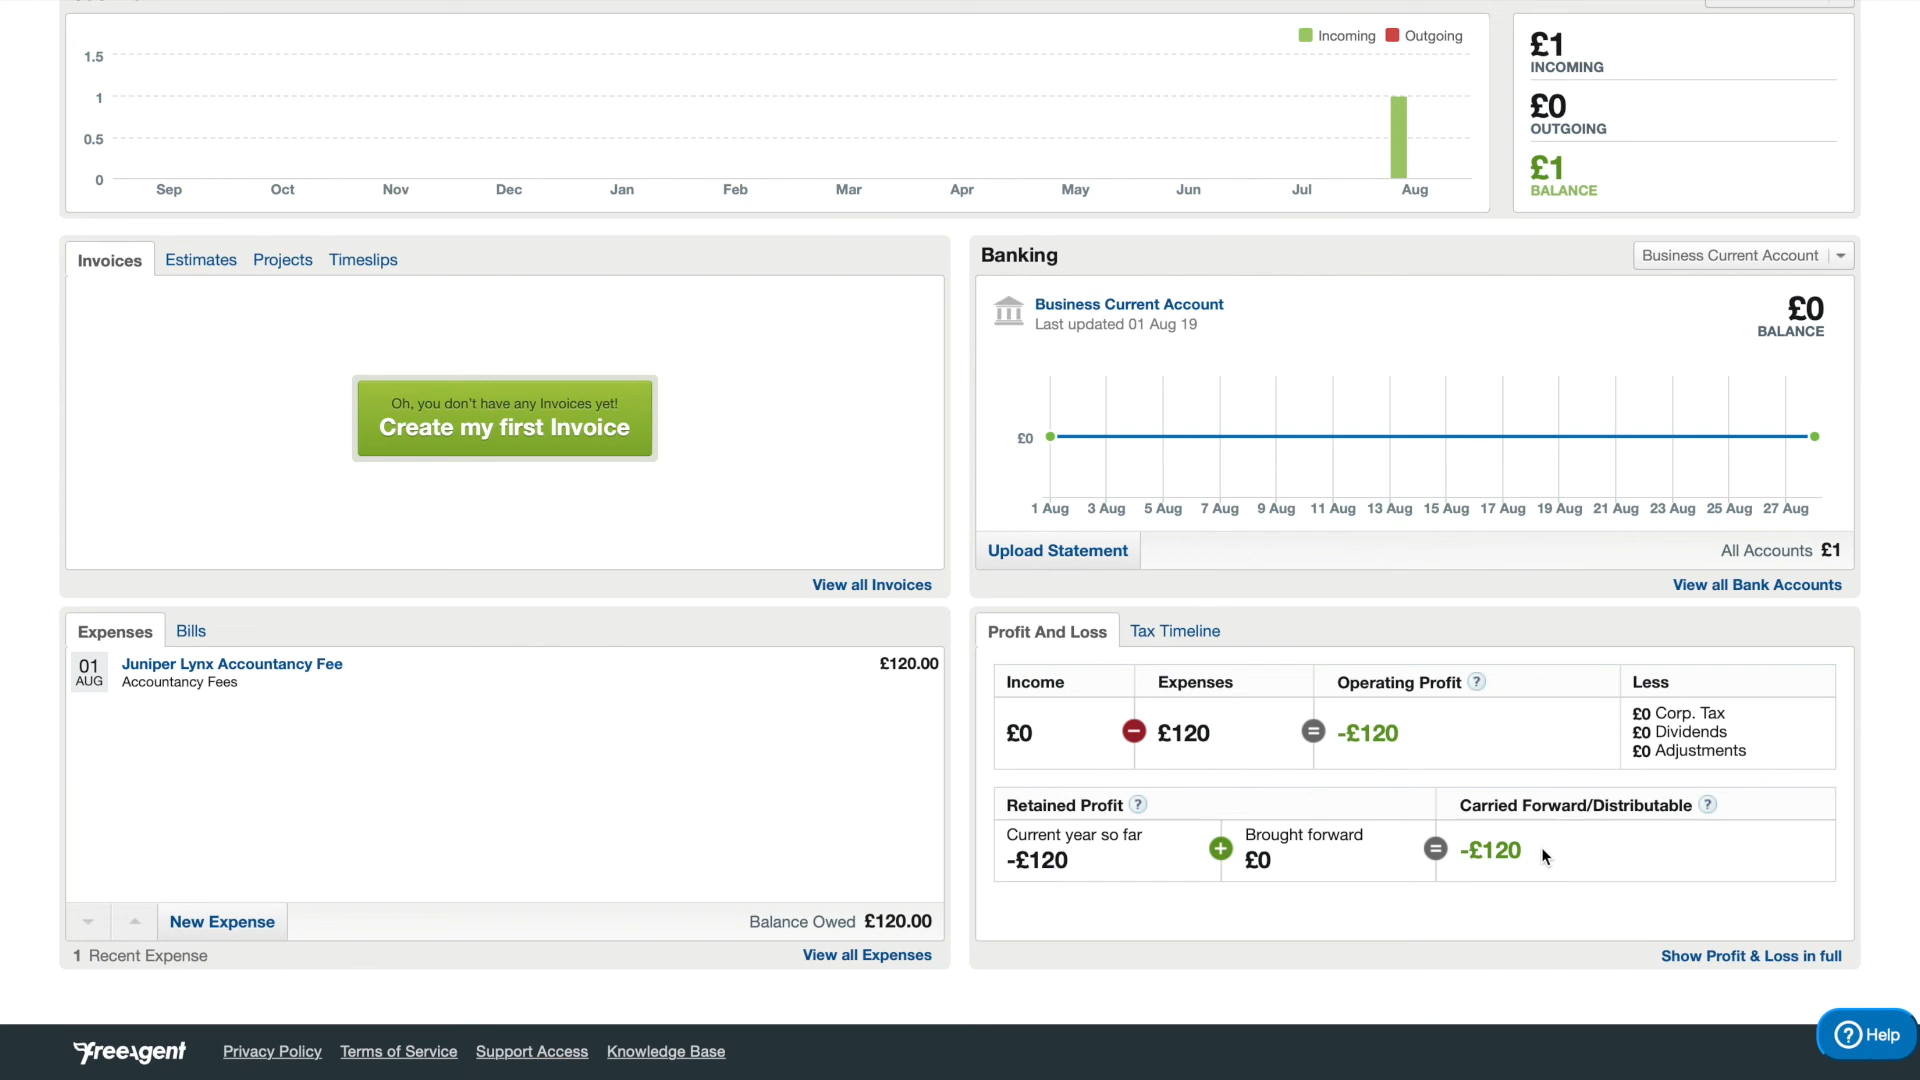 Incoming Outgoing
1.5
1
0.5
0
Sep Oct Nov Dec Jan Feb Mar Apr May Jun Jul Aug
£1
INCOMING
£0
OUTGOING
£1
BALANCE
Invoices Estimates Projects Timeslips
Oh, you don't have any Invoices yet!
Create my first Invoice
View all Invoices
Banking
Business Current Account
Business Current Account
Last updated 01 Aug 19
£0
BALANCE
£0
1 Aug 3 Aug 5 Aug 7 Aug 9 Aug 11 Aug 13 Aug 15 Aug 17 Aug 19 Aug 21 Aug 23 Aug 25 Aug 27 Aug
Upload Statement
All Accounts £1
View all Bank Accounts
Expenses Bills
01
AUG
Juniper Lynx Accountancy Fee £120.00
Accountancy Fees
New Expense
Balance Owed £120.00
1 Recent Expense
View all Expenses
Profit And Loss Tax Timeline
Income Expenses Operating Profit ? Less
£0 − £120 = -£120
£0 Corp. Tax
£0 Dividends
£0 Adjustments
Retained Profit ? Carried Forward/Distributable ?
Current year so far Brought forward
-£120 + £0 = -£120
Show Profit & Loss in full
freeagent
Privacy Policy Terms of Service Support Access Knowledge Base
? Help